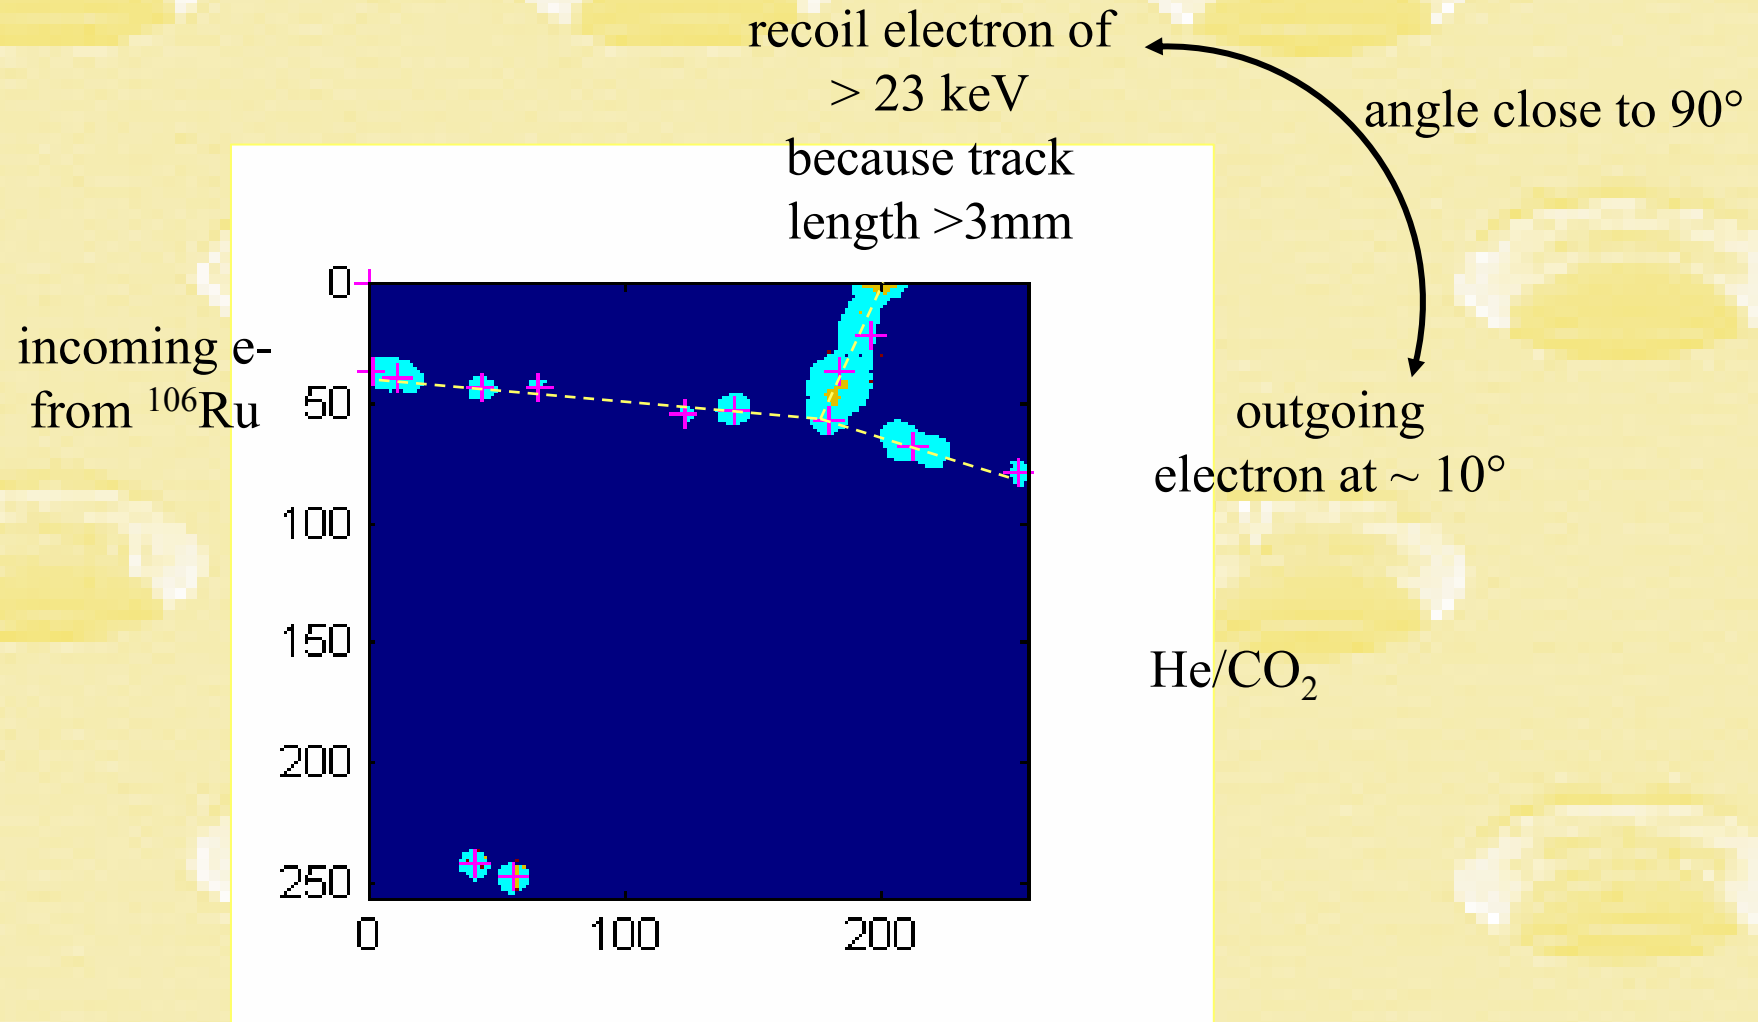 recoil electron of
> 23 keV
because track
length >3mm
angle close to 90°
incoming e-
from ¹⁰⁶Ru
outgoing
electron at ~ 10°
He/CO₂
0
50
100
150
200
250
0 100 200